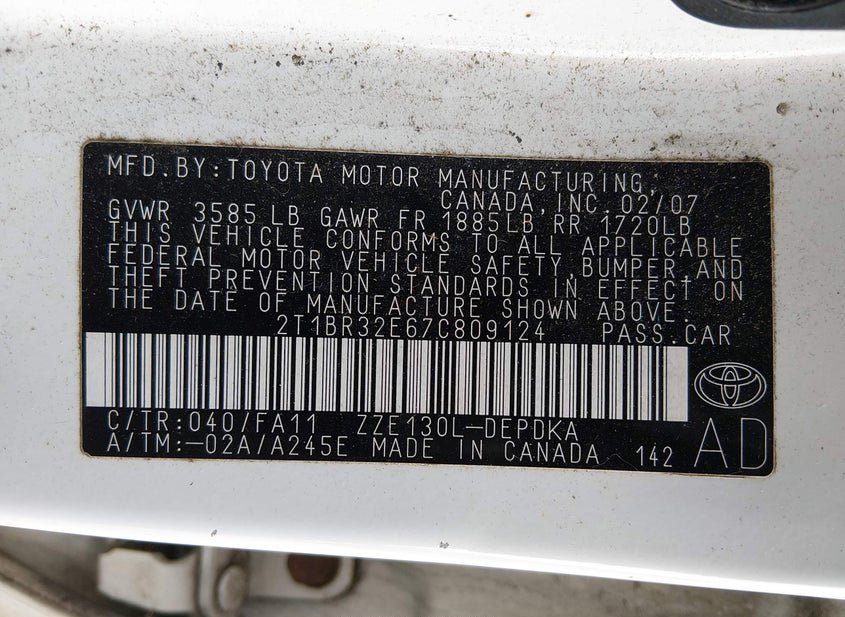 MFD.BY:TOYOTA MOTOR MANUFACTURING,
CANADA,INC. 02/07
GVWR 3585 LB GAWR FR 1885LB RR 1720LB
THIS VEHICLE CONFORMS TO ALL APPLICABLE
FEDERAL MOTOR VEHICLE SAFETY,BUMPER,AND
THEFT PREVENTION STANDARDS IN EFFECT ON
THE DATE OF MANUFACTURE SHOWN ABOVE.
2T1BR32E67C809124 PASS.CAR
C/TR:040/FA11 ZZE130L-DEPDKA
A/TM:-02A/A245E MADE IN CANADA 142
AD